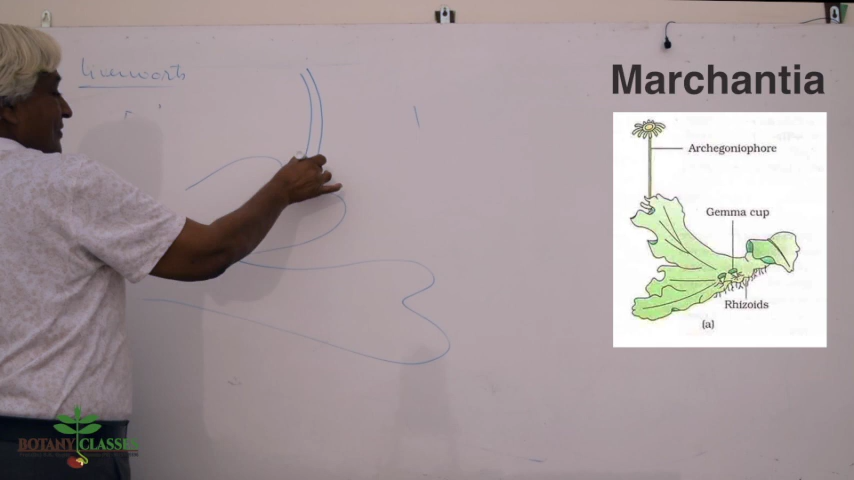 Liverworts
Marchantia
Archegoniophore
Gemma cup
Rhizoids
(a)
BOTANY CLASSES